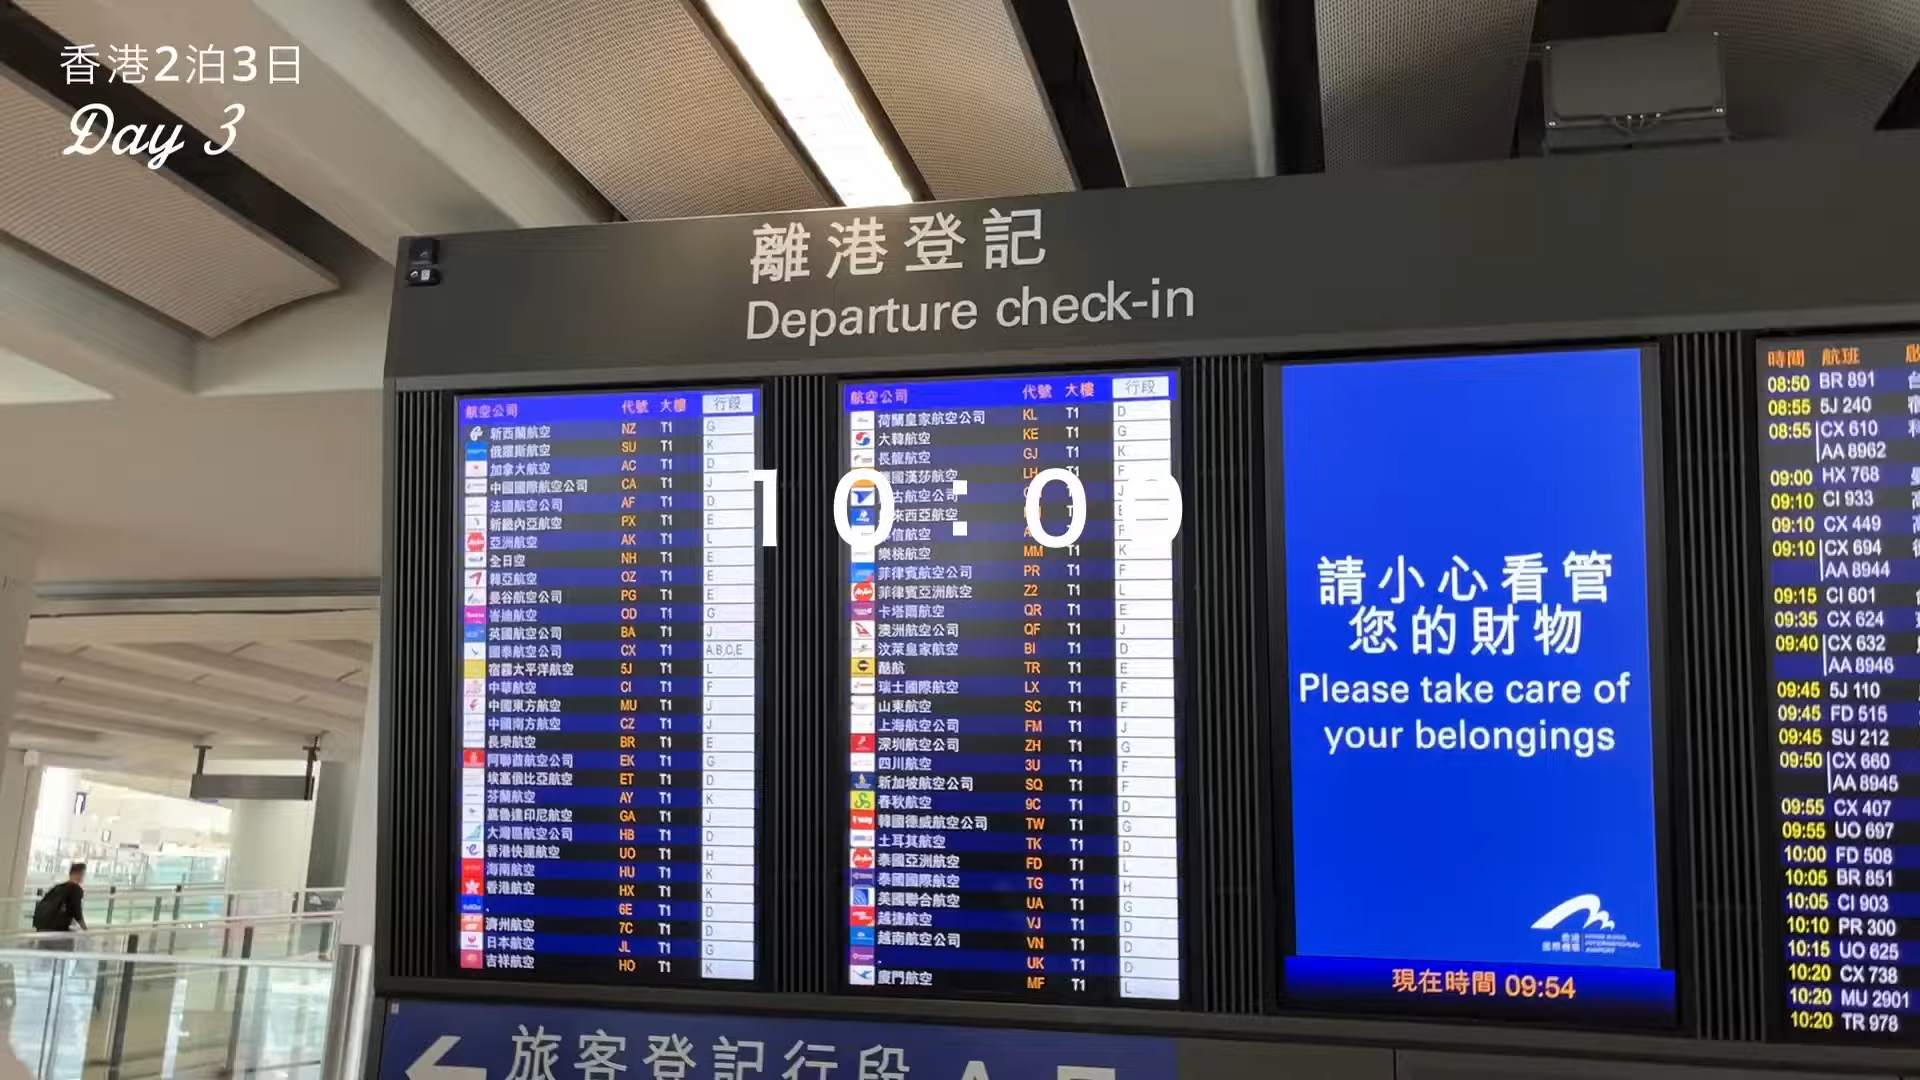 香港2泊3日
Day 3
離港登記
Departure check-in
10:09
航空公司 代號 大樓 行段
新西蘭航空 NZ T1 G
俄羅斯航空 SU T1 K
加拿大航空 AC T1 D
中國國際航空公司 CA T1 J
法國航空公司 AF T1 D
新畿內亞航空 PX T1 E
亞洲航空 AK T1 L
全日空 NH T1 E
韓亞航空 OZ T1 E
曼谷航空公司 PG T1 E
峇迪航空 OD T1 G
英國航空公司 BA T1 J
國泰航空公司 CX T1 A,B,C,E
宿霧太平洋航空 5J T1 L
中華航空 CI T1 F
中國東方航空 MU T1 J
中國南方航空 CZ T1 J
長榮航空 BR T1 E
阿聯酋航空公司 EK T1 G
埃塞俄比亞航空 ET T1 D
芬蘭航空 AY T1 K
嘉魯達印尼航空 GA T1 J
大灣區航空公司 HB T1 D
香港快運航空 UO T1 H
海南航空 HU T1 K
香港航空 HX T1 K
6E T1 D
濟州航空 7C T1 D
日本航空 JL T1 G
吉祥航空 HO T1 K
航空公司 代號 大樓 行段
荷蘭皇家航空公司 KL T1 D
大韓航空 KE T1 G
長龍航空 GJ T1 K
國漢莎航空 LH T1 F
古航空公司
來西亞航空
信航空
樂桃航空 MM T1 K
菲律賓航空公司 PR T1 F
菲律賓亞洲航空 Z2 T1 L
卡塔爾航空 QR T1 E
澳洲航空公司 QF T1 J
汶萊皇家航空 BI T1 D
酷航 TR T1 E
瑞士國際航空 LX T1 F
山東航空 SC T1 F
上海航空公司 FM T1 J
深圳航空公司 ZH T1 G
四川航空 3U T1 F
新加坡航空公司 SQ T1 F
春秋航空 9C T1 D
韓國德威航空公司 TW T1 G
土耳其航空 TK T1 D
泰國亞洲航空 FD T1 L
泰國國際航空 TG T1 H
美國聯合航空 UA T1 G
越捷航空 VJ T1 D
越南航空公司 VN T1 D
UK T1 D
廈門航空 MF T1 L
請小心看管
您的財物
Please take care of
your belongings
香港
國際機場
HONG KONG
INTERNATIONAL
AIRPORT
現在時間 09:54
時間 航班
08:50 BR 891
08:55 5J 240
08:55 CX 610
AA 8962
09:00 HX 768
09:10 CI 933
09:10 CX 449
09:10 CX 694
AA 8944
09:15 CI 601
09:35 CX 624
09:40 CX 632
AA 8946
09:45 5J 110
09:45 FD 515
09:45 SU 212
09:50 CX 660
AA 8945
09:55 CX 407
09:55 UO 697
10:00 FD 508
10:05 BR 851
10:05 CI 903
10:10 PR 300
10:15 UO 625
10:20 CX 738
10:20 MU 2901
10:20 TR 978
旅客登記行段